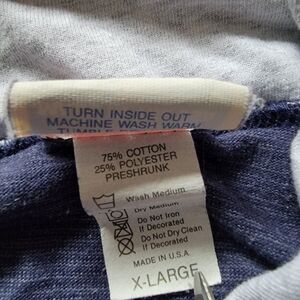 TURN INSIDE OUT
MACHINE WASH WARM
TUMBLE
75% COTTON
25% POLYESTER
PRESHRUNK
Wash Medium
Dry Medium
Do Not Iron
If Decorated
Do Not Dry Clean
If Decorated
MADE IN U.S.A.
X-LARGE